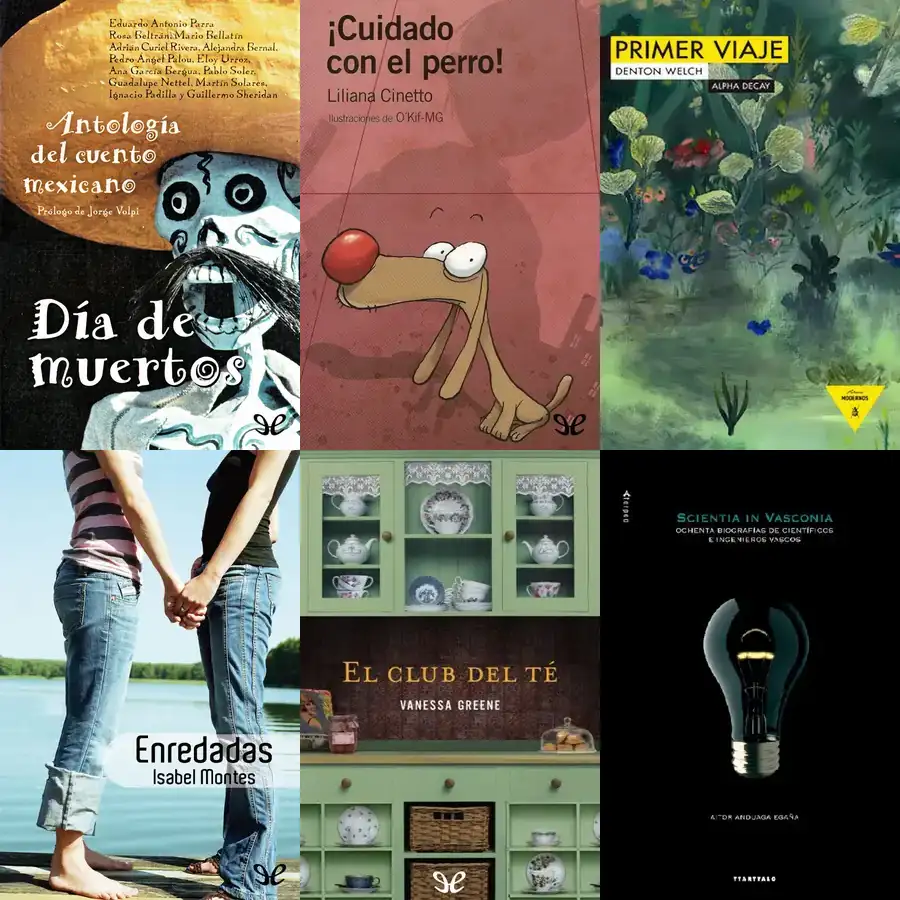 Eduardo Antonio Parra
Rosa Beltrán, Mario Bellatín
Adrián Curiel Rivera, Alejandra Bernal,
Pedro Ángel Palou, Eloy Urroz,
Ana García Bergua, Pablo Soler,
Guadalupe Nettel, Martín Solares,
Ignacio Padilla y Guillermo Sheridan
Antología
del cuento
mexicano
Prólogo de Jorge Volpi
Día de
muertos
¡Cuidado
con el perro!
Liliana Cinetto
Ilustraciones de O'Kif-MG
PRIMER VIAJE
DENTON WELCH
ALPHA DECAY
MODERNOS
Enredadas
Isabel Montes
EL CLUB DEL TÉ
VANESSA GREENE
Aterpea
SCIENTIA IN VASCONIA
OCHENTA BIOGRAFÍAS DE CIENTÍFICOS
E INGENIEROS VASCOS
AITOR ANDUAGA EGAÑA
TTARTTALO